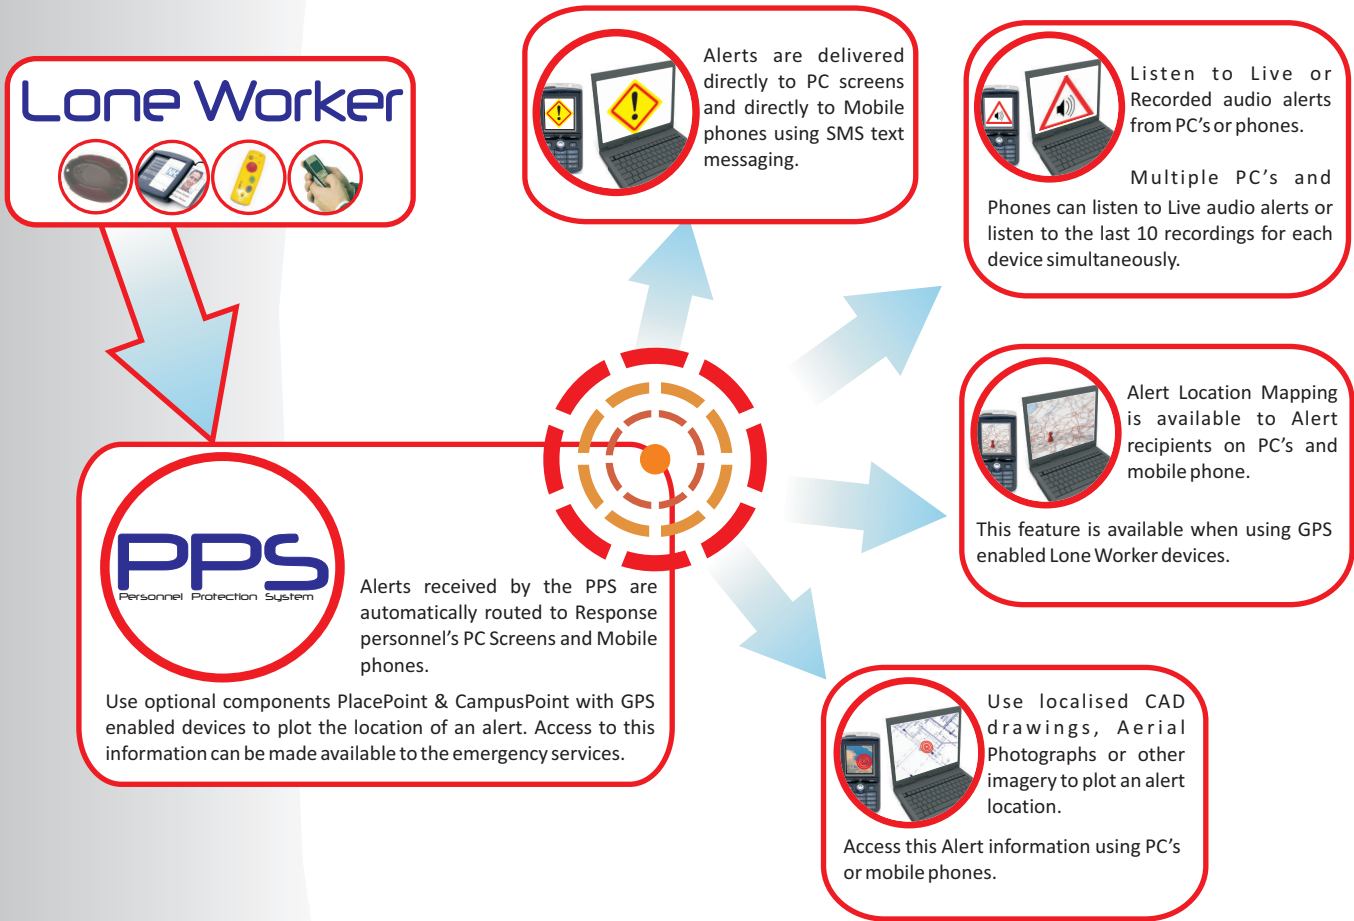 Lone Worker
Alerts are delivered
directly to PC screens
and directly to Mobile
phones using SMS text
messaging.
Listen to Live or
Recorded audio alerts
from PC's or phones.
Multiple PC's and
Phones can listen to Live audio alerts or
listen to the last 10 recordings for each
device simultaneously.
Alert Location Mapping
is available to Alert
recipients on PC's and
mobile phone.
This feature is available when using GPS
enabled Lone Worker devices.
PPS
Personnel Protection System
Alerts received by the PPS are
automatically routed to Response
personnel's PC Screens and Mobile
phones.
Use optional components PlacePoint & CampusPoint with GPS
enabled devices to plot the location of an alert. Access to this
information can be made available to the emergency services.
Use localised CAD
drawings, Aerial
Photographs or other
imagery to plot an alert
location.
Access this Alert information using PC's
or mobile phones.